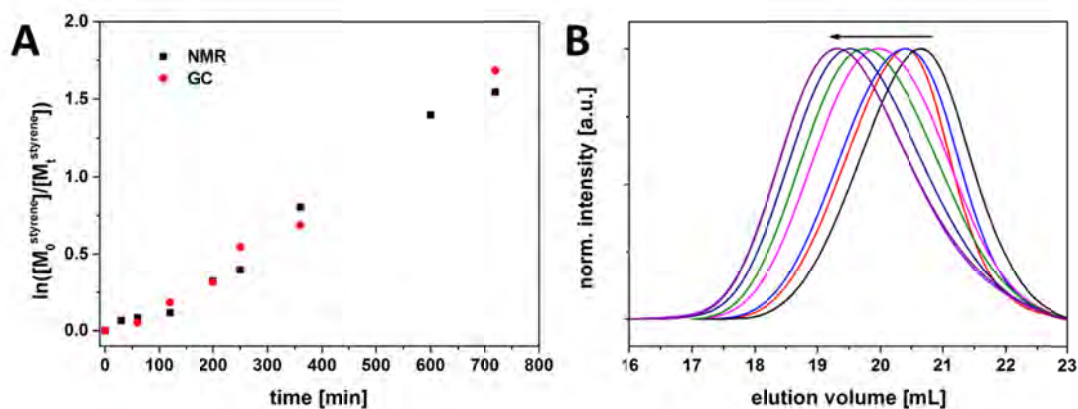 A
NMR
GC
ln([M₀ˢᵗʸʳᵉⁿᵉ]/[Mₜˢᵗʸʳᵉⁿᵉ])
2.0
1.5
1.0
0.5
0.0
0 100 200 300 400 500 600 700 800
time [min]
B
norm. intensity [a.u.]
16 17 18 19 20 21 22 23
elution volume [mL]